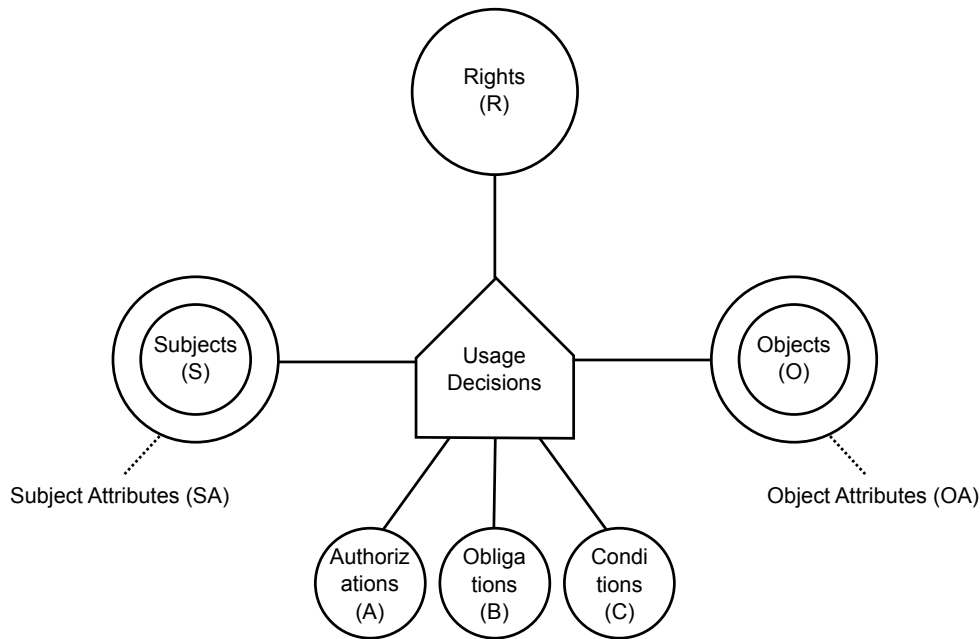 Rights
(R)
Subjects
(S)
Usage
Decisions
Objects
(O)
Subject Attributes (SA)
Object Attributes (OA)
Authoriz
ations
(A)
Obliga
tions
(B)
Condi
tions
(C)